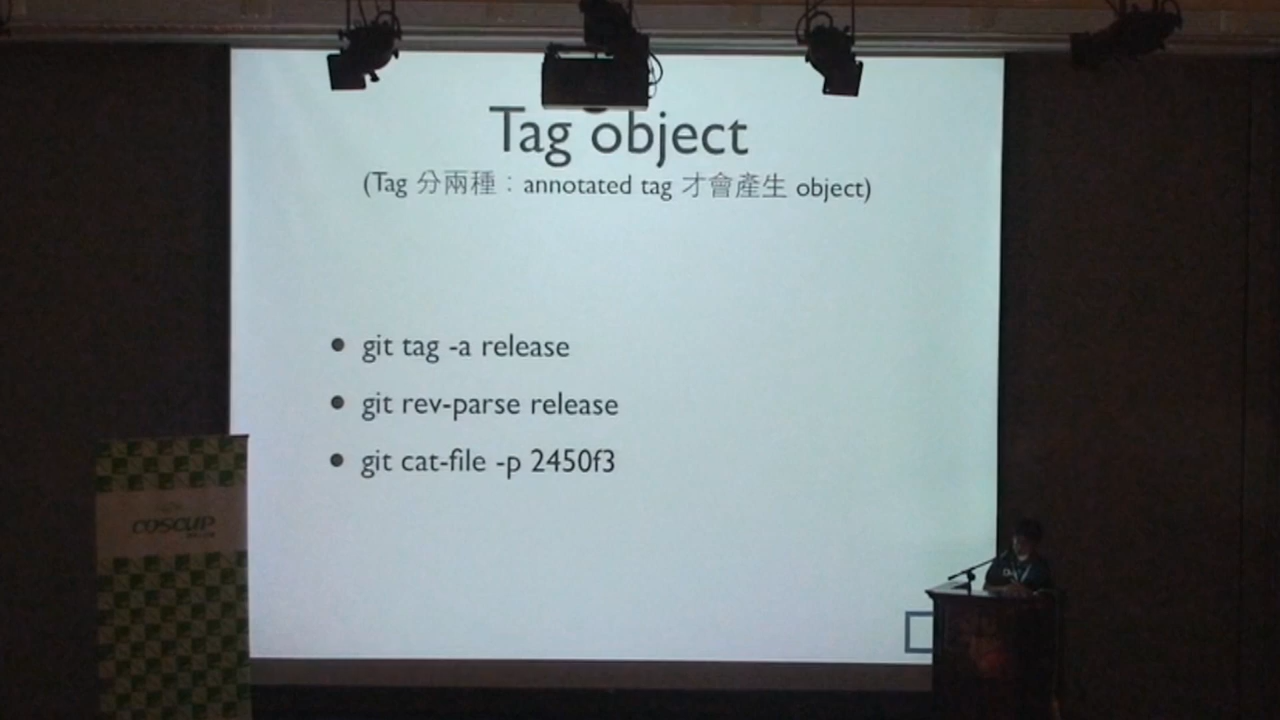 Tag object
(Tag 分兩種：annotated tag 才會產生 object)
git tag -a release
git rev-parse release
git cat-file -p 2450f3
COSCUP